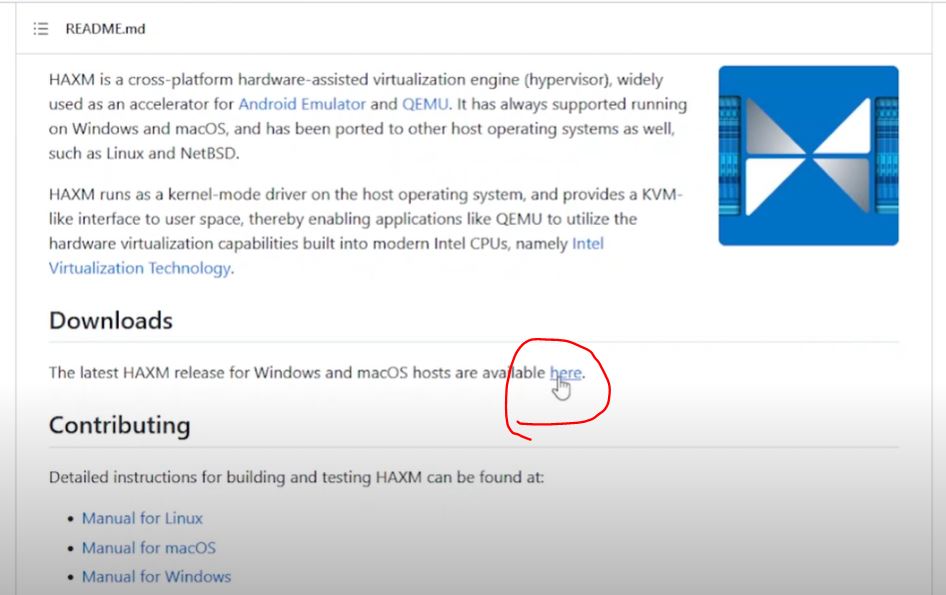 README.md
HAXM is a cross-platform hardware-assisted virtualization engine (hypervisor), widely
used as an accelerator for Android Emulator and QEMU. It has always supported running
on Windows and macOS, and has been ported to other host operating systems as well,
such as Linux and NetBSD.
HAXM runs as a kernel-mode driver on the host operating system, and provides a KVM-
like interface to user space, thereby enabling applications like QEMU to utilize the
hardware virtualization capabilities built into modern Intel CPUs, namely Intel
Virtualization Technology.
Downloads
The latest HAXM release for Windows and macOS hosts are available here.
Contributing
Detailed instructions for building and testing HAXM can be found at:
• Manual for Linux
• Manual for macOS
• Manual for Windows